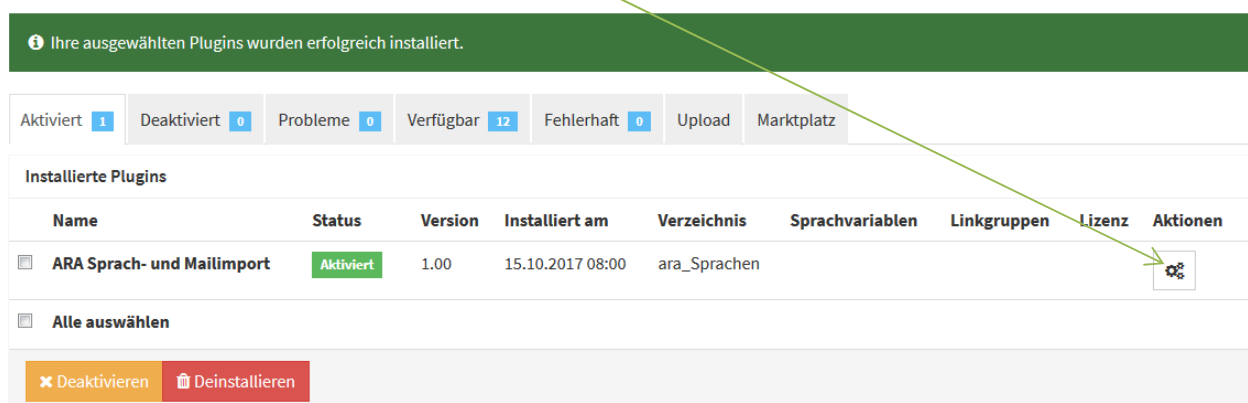 Ihre ausgewählten Plugins wurden erfolgreich installiert.
Aktiviert 1 Deaktiviert 0 Probleme 0 Verfügbar 12 Fehlerhaft 0 Upload Marktplatz
Installierte Plugins
Name Status Version Installiert am Verzeichnis Sprachvariablen Linkgruppen Lizenz Aktionen
ARA Sprach- und Mailimport Aktiviert 1.00 15.10.2017 08:00 ara_Sprachen
Alle auswählen
Deaktivieren Deinstallieren